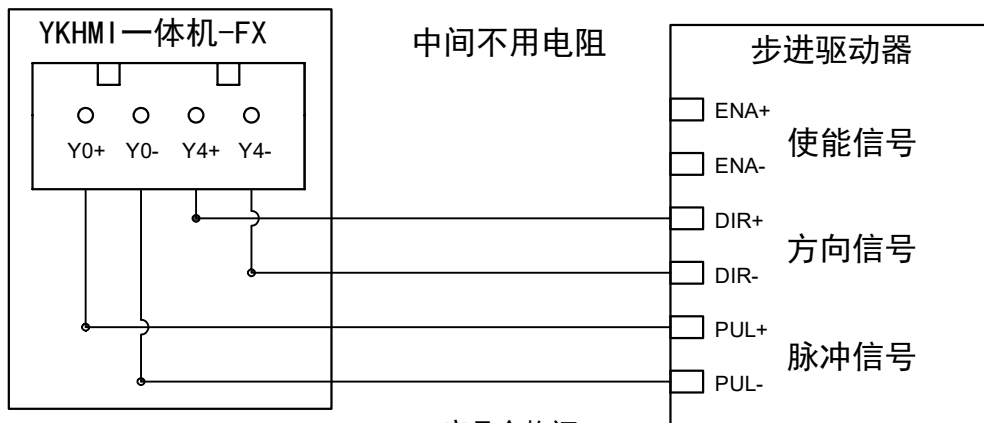 YKHMI一体机-FX
中间不用电阻
步进驱动器
Y0+ Y0- Y4+ Y4-
ENA+
使能信号
ENA-
DIR+
方向信号
DIR-
PUL+
脉冲信号
PUL-